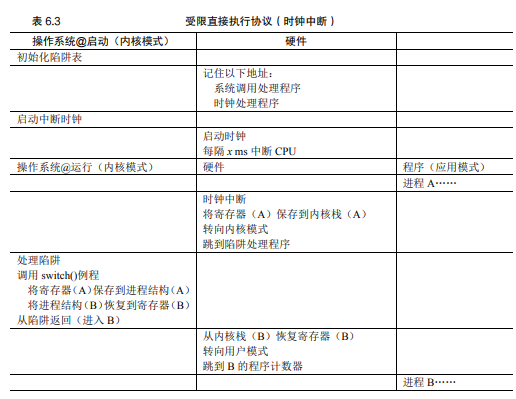 表 6.3 受限直接执行协议（时钟中断）
操作系统@启动（内核模式） 硬件
初始化陷阱表
记住以下地址：
系统调用处理程序
时钟处理程序
启动中断时钟
启动时钟
每隔 x ms 中断 CPU
操作系统@运行（内核模式） 硬件 程序（应用模式）
进程 A……
时钟中断
将寄存器（A）保存到内核栈（A）
转向内核模式
跳到陷阱处理程序
处理陷阱
调用 switch()例程
将寄存器（A）保存到进程结构（A）
将进程结构（B）恢复到寄存器（B）
从陷阱返回（进入 B）
从内核栈（B）恢复寄存器（B）
转向用户模式
跳到 B 的程序计数器
进程 B……